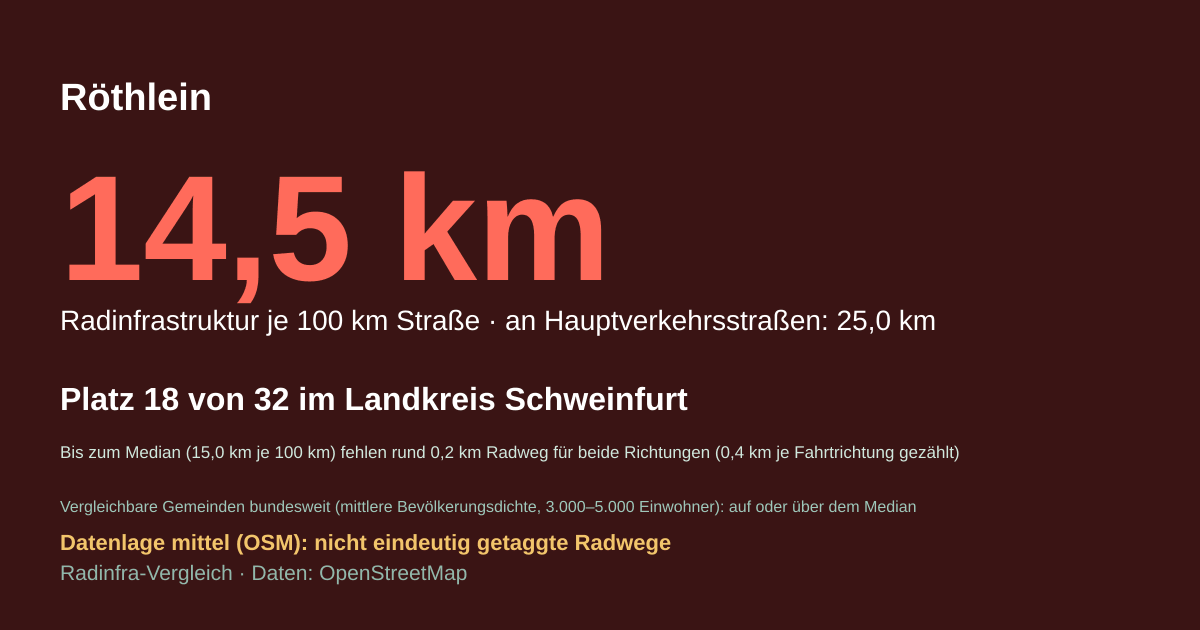 Röthlein
14,5 km
Radinfrastruktur je 100 km Straße · an Hauptverkehrsstraßen: 25,0 km
Platz 18 von 32 im Landkreis Schweinfurt
Bis zum Median (15,0 km je 100 km) fehlen rund 0,2 km Radweg für beide Richtungen (0,4 km je Fahrtrichtung gezählt)
Vergleichbare Gemeinden bundesweit (mittlere Bevölkerungsdichte, 3.000–5.000 Einwohner): auf oder über dem Median
Datenlage mittel (OSM): nicht eindeutig getaggte Radwege
Radinfra-Vergleich · Daten: OpenStreetMap